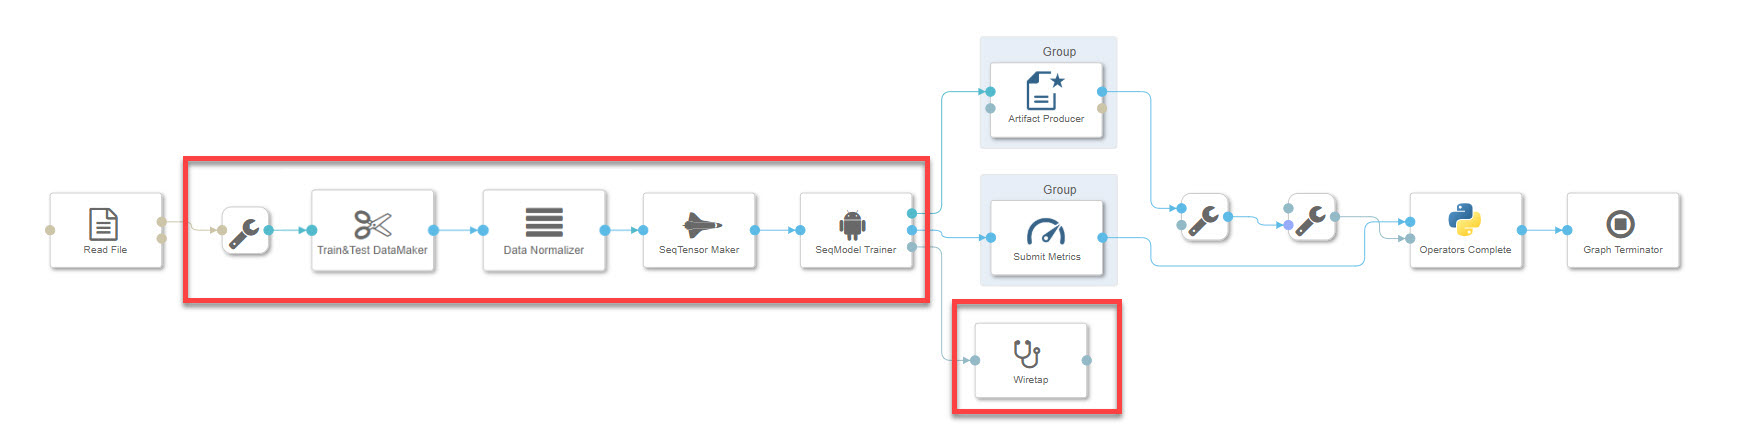 Group
Artifact Producer
Group
Read File
Train&Test DataMaker
Data Normalizer
SeqTensor Maker
SeqModel Trainer
Submit Metrics
Operators Complete
Graph Terminator
Wiretap